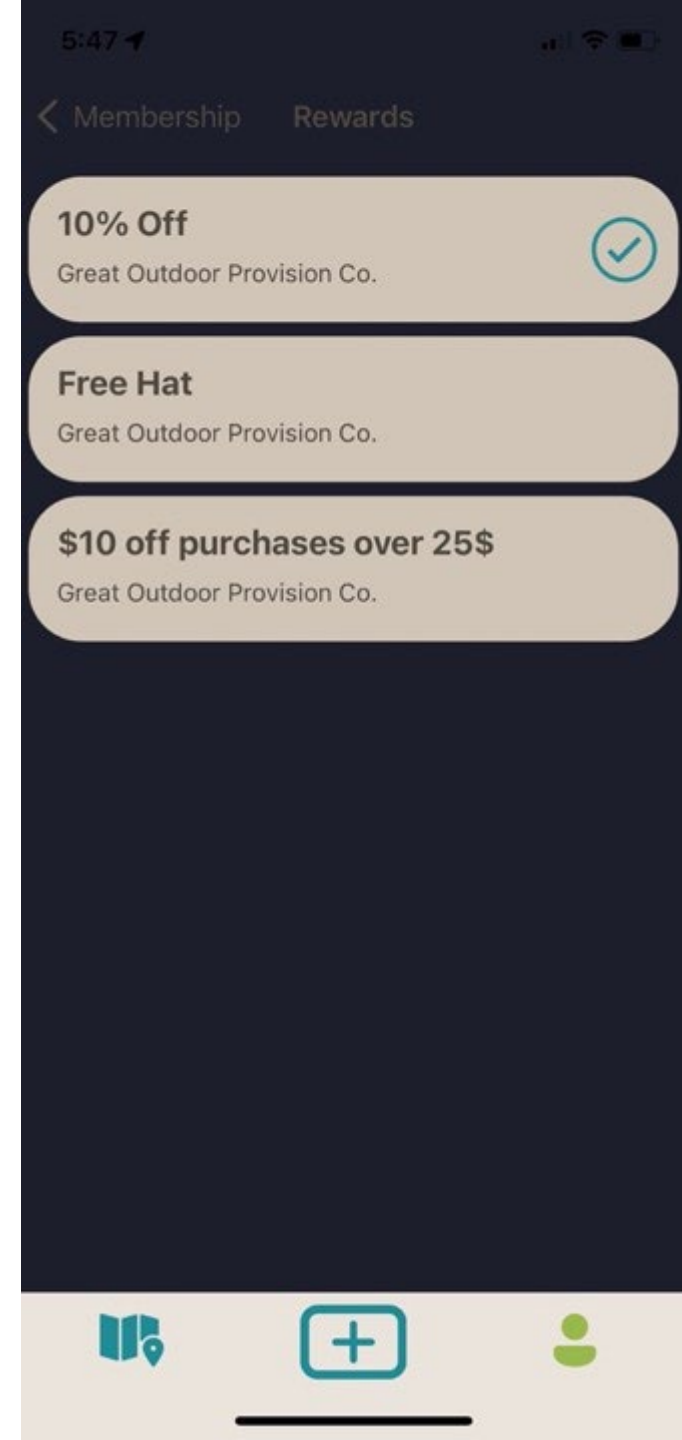 5:47
Membership Rewards
10% Off
Great Outdoor Provision Co.
Free Hat
Great Outdoor Provision Co.
$10 off purchases over 25$
Great Outdoor Provision Co.